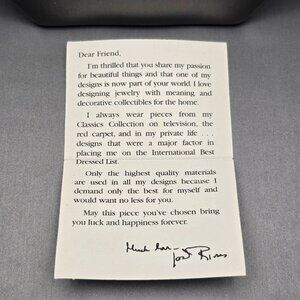 Dear Friend,
I'm thrilled that you share my passion
for beautiful things and that one of my
designs is now part of your world. I love
designing jewelry with meaning and
decorative collectibles for the home.
I always wear pieces from my
Classics Collection on television, the
red carpet, and in my private life . . .
designs that were a major factor in
placing me on the International Best
Dressed List.
Only the highest quality materials
are used in all my designs because I
demand only the best for myself and
would want no less for you.
May this piece you've chosen bring
you luck and happiness forever.
Much love –
Joan Rivers